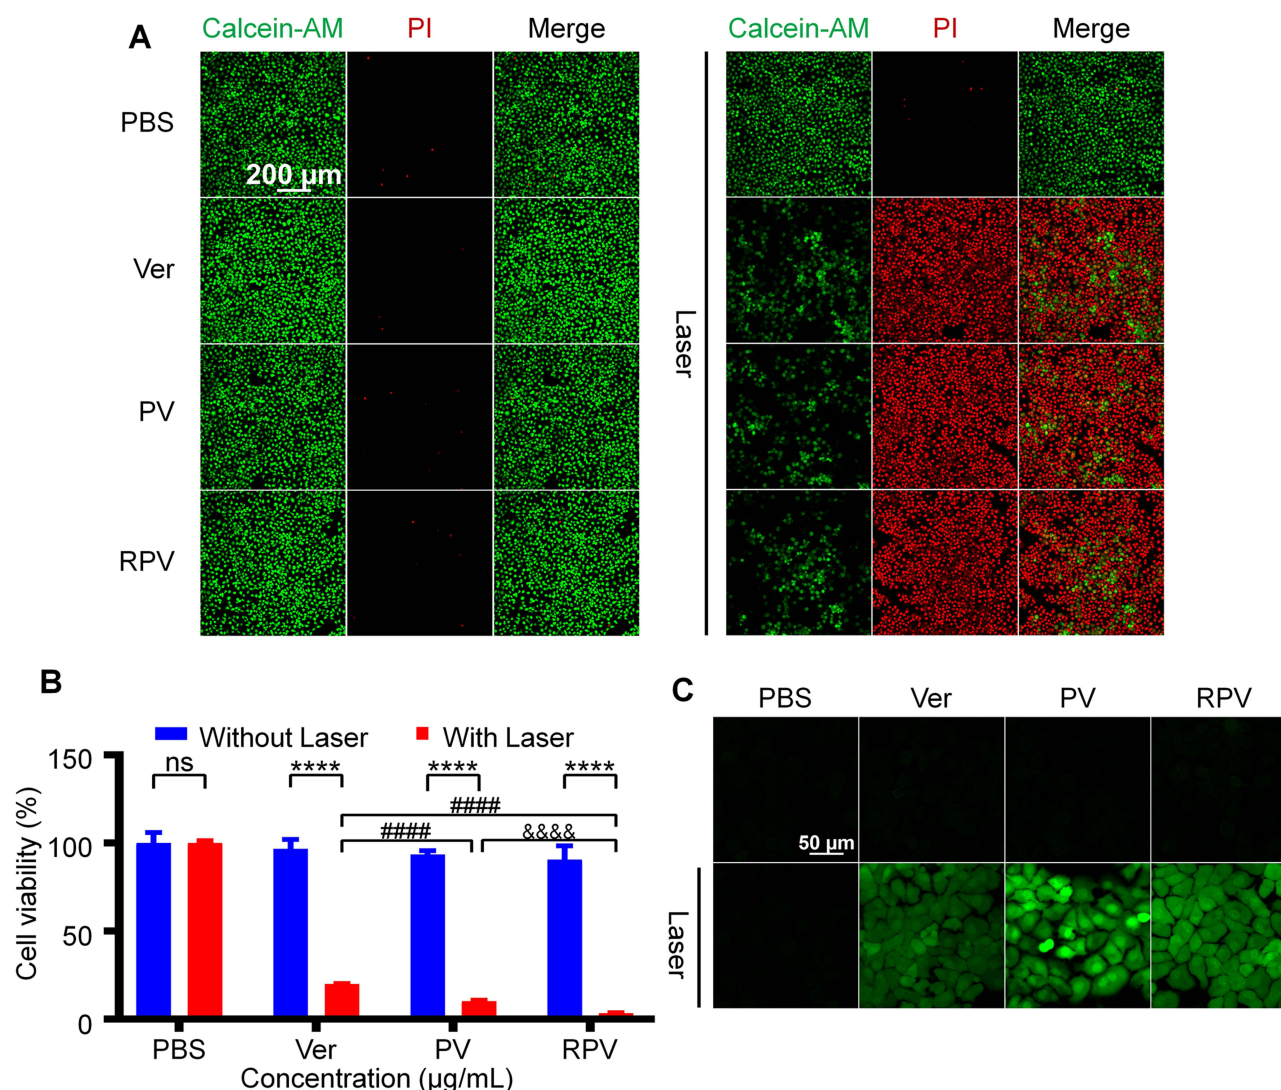 A
Calcein-AM PI Merge
Calcein-AM PI Merge
PBS
200 µm
Ver
PV
RPV
Laser
B
Without Laser With Laser
Cell viability (%)
150
100
50
0
ns
****
****
****
####
####
&&&&
PBS Ver PV RPV
Concentration (µg/mL)
C
PBS Ver PV RPV
50 µm
Laser